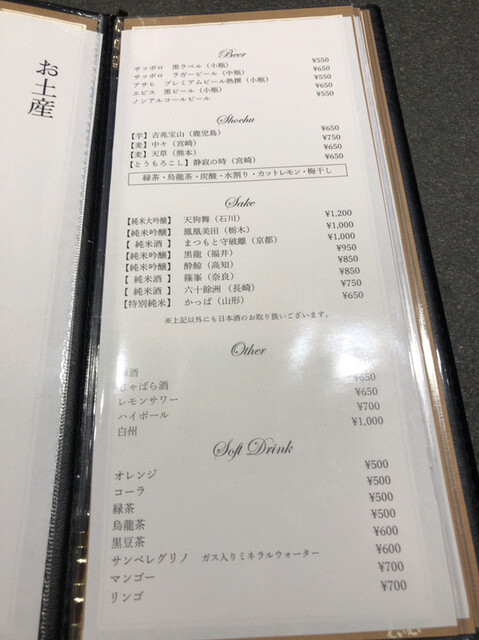 お土産
Beer
サッポロ 黒ラベル（小瓶） ¥550
サッポロ ラガービール（中瓶） ¥650
アサヒ プレミアムビール熟撰（小瓶） ¥550
エビス 黒ビール（小瓶） ¥650
ノンアルコールビール ¥550
Shochu
【芋】吉兆宝山（鹿児島） ¥650
【麦】中々（宮崎） ¥750
【麦】天草（熊本） ¥650
【とうもろこし】静寂の時（宮崎） ¥650
緑茶・烏龍茶・炭酸・水割り・カットレモン・梅干し
Sake
【純米大吟醸】 天狗舞（石川） ¥1,200
【純米吟醸】 鳳凰美田（栃木） ¥1,000
【 純米酒 】 まつもと守破離（京都） ¥1,000
【純米吟醸】 黒龍（福井） ¥950
【純米吟醸】 酔鯨（高知） ¥850
【 純米酒 】 篠峯（奈良） ¥850
【 純米酒 】 六十餘洲（長崎） ¥750
【特別純米】 かっぱ（山形） ¥650
※上記以外にも日本酒のお取り扱いございます。
Other
酒
じゃばら酒 ¥650
レモンサワー ¥650
ハイボール ¥700
白州 ¥1,000
Soft Drink
オレンジ ¥500
コーラ ¥500
緑茶 ¥500
烏龍茶 ¥500
黒豆茶 ¥600
サンペレグリノ ガス入りミネラルウォーター ¥600
マンゴー ¥700
リンゴ ¥700